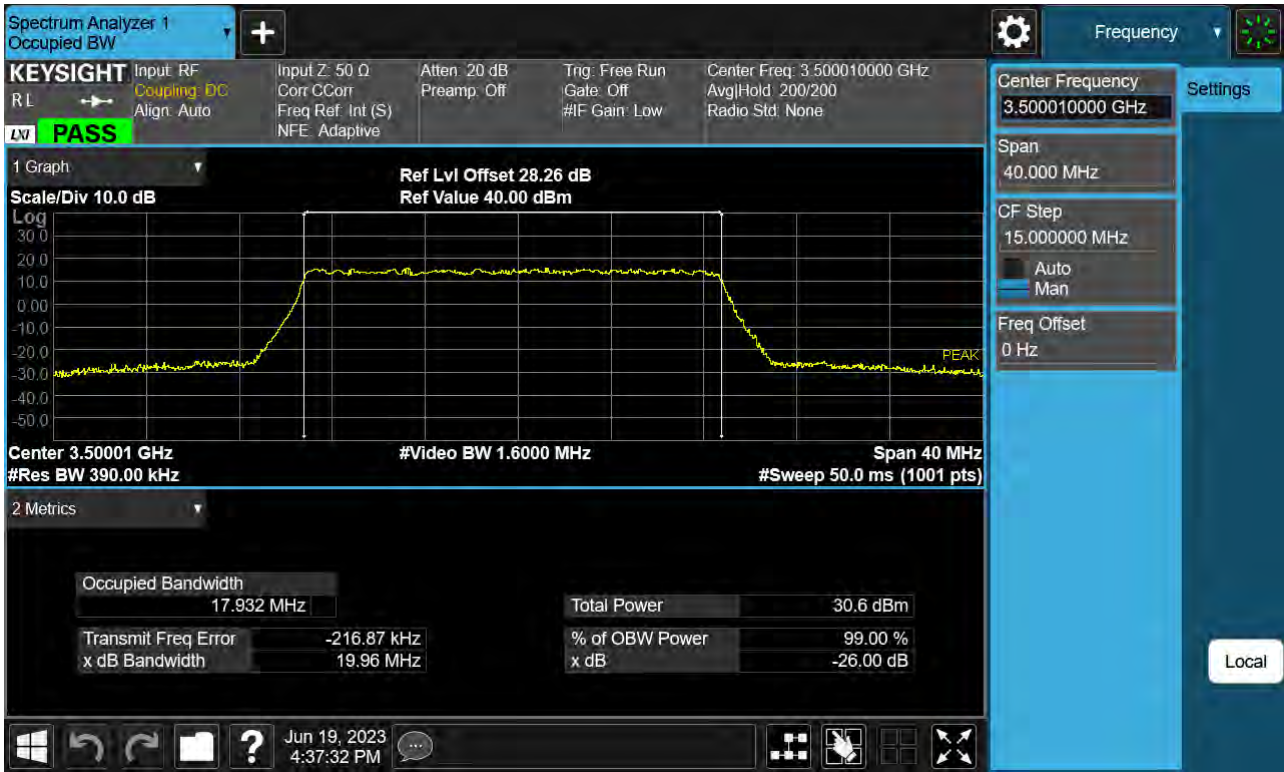 Spectrum Analyzer 1
Occupied BW
Frequency
KEYSIGHT
RL
LXI
PASS
Input: RF
Coupling: DC
Align: Auto
Input Z: 50 Ω
Corr CCorr
Freq Ref: Int (S)
NFE: Adaptive
Atten: 20 dB
Preamp: Off
Trig: Free Run
Gate: Off
#IF Gain: Low
Center Freq: 3.500010000 GHz
Avg|Hold: 200/200
Radio Std: None
Center Frequency
3.500010000 GHz
Settings
Span
40.000 MHz
CF Step
15.000000 MHz
Auto
Man
Freq Offset
0 Hz
Local
1 Graph
Scale/Div 10.0 dB
Ref Lvl Offset 28.26 dB
Ref Value 40.00 dBm
Log
30.0
20.0
10.0
0.00
-10.0
-20.0
-30.0
-40.0
-50.0
PEAK
Center 3.50001 GHz
#Video BW 1.6000 MHz
Span 40 MHz
#Res BW 390.00 kHz
#Sweep 50.0 ms (1001 pts)
2 Metrics
Occupied Bandwidth
17.932 MHz
Total Power 30.6 dBm
Transmit Freq Error -216.87 kHz
% of OBW Power 99.00 %
x dB Bandwidth 19.96 MHz
x dB -26.00 dB
?
Jun 19, 2023
4:37:32 PM